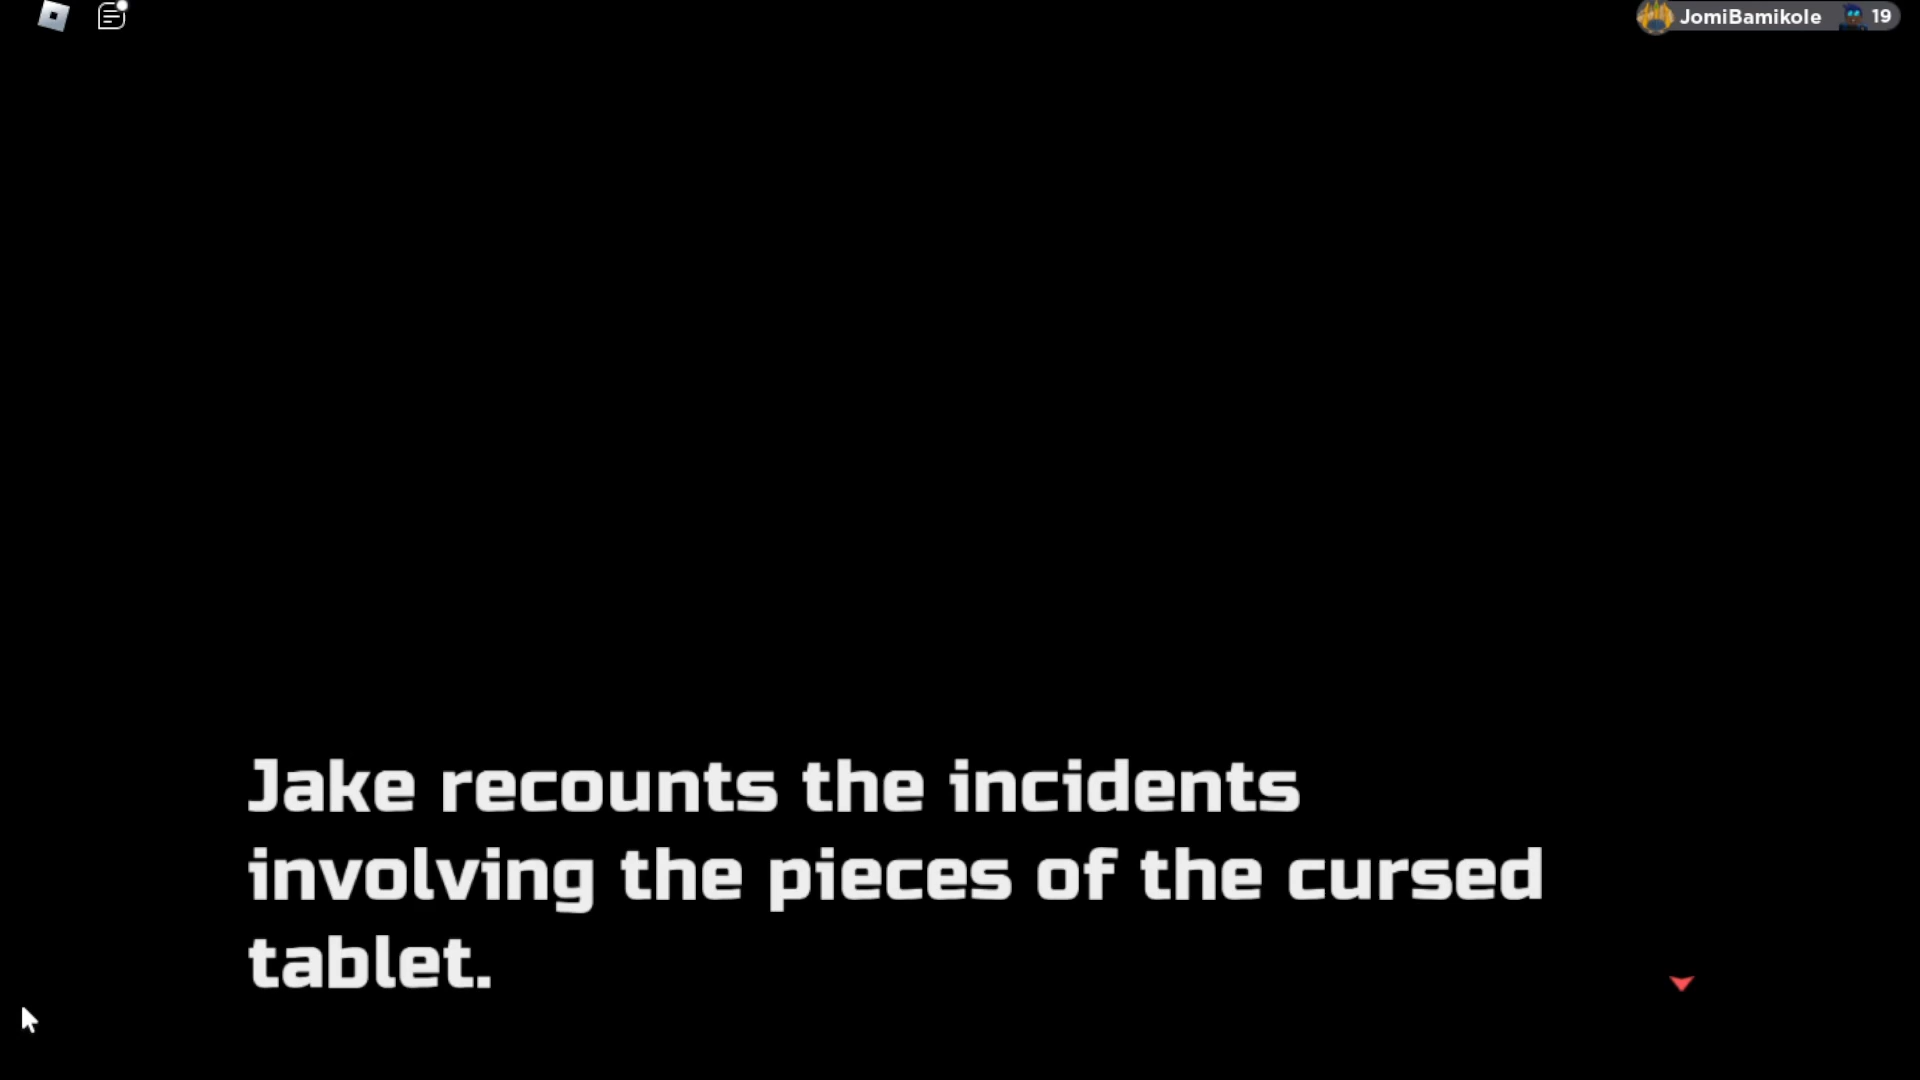 JomiBamikole 19
Jake recounts the incidents
involving the pieces of the cursed
tablet.